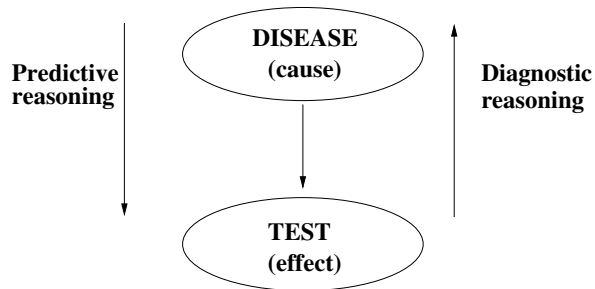 DISEASE
(cause)
Predictive
reasoning
Diagnostic
reasoning
TEST
(effect)